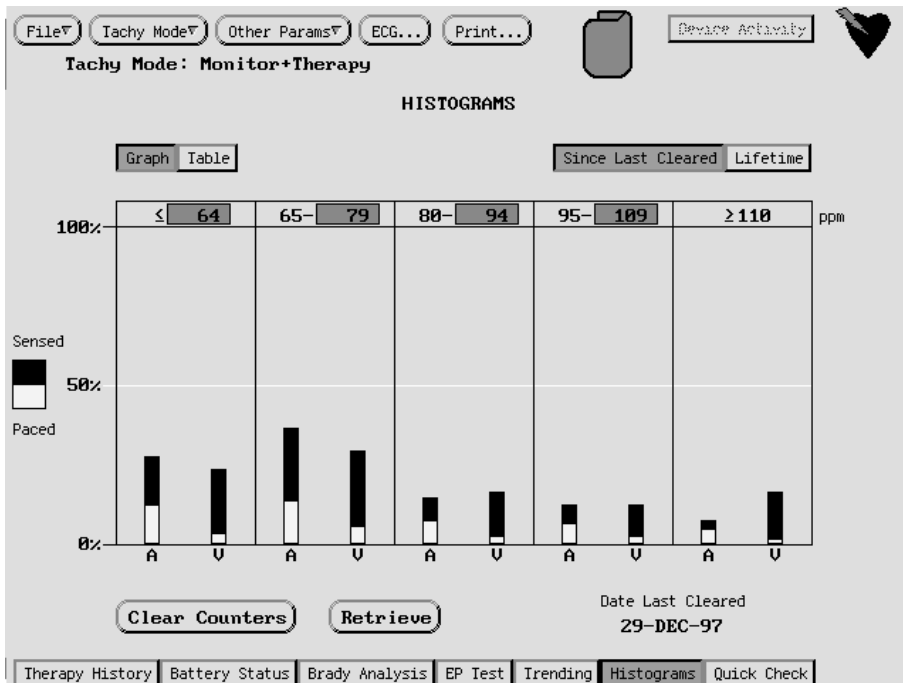 File▽ Tachy Mode▽ Other Params▽ ECG... Print... Device Activity
Tachy Mode: Monitor+Therapy
HISTOGRAMS
Graph Table Since Last Cleared Lifetime
≤ 64 65- 79 80- 94 95- 109 ≥110 ppm
100%
Sensed
50%
Paced
0%
A V A V A V A V A V
Clear Counters Retrieve
Date Last Cleared
29-DEC-97
Therapy History Battery Status Brady Analysis EP Test Trending Histograms Quick Check